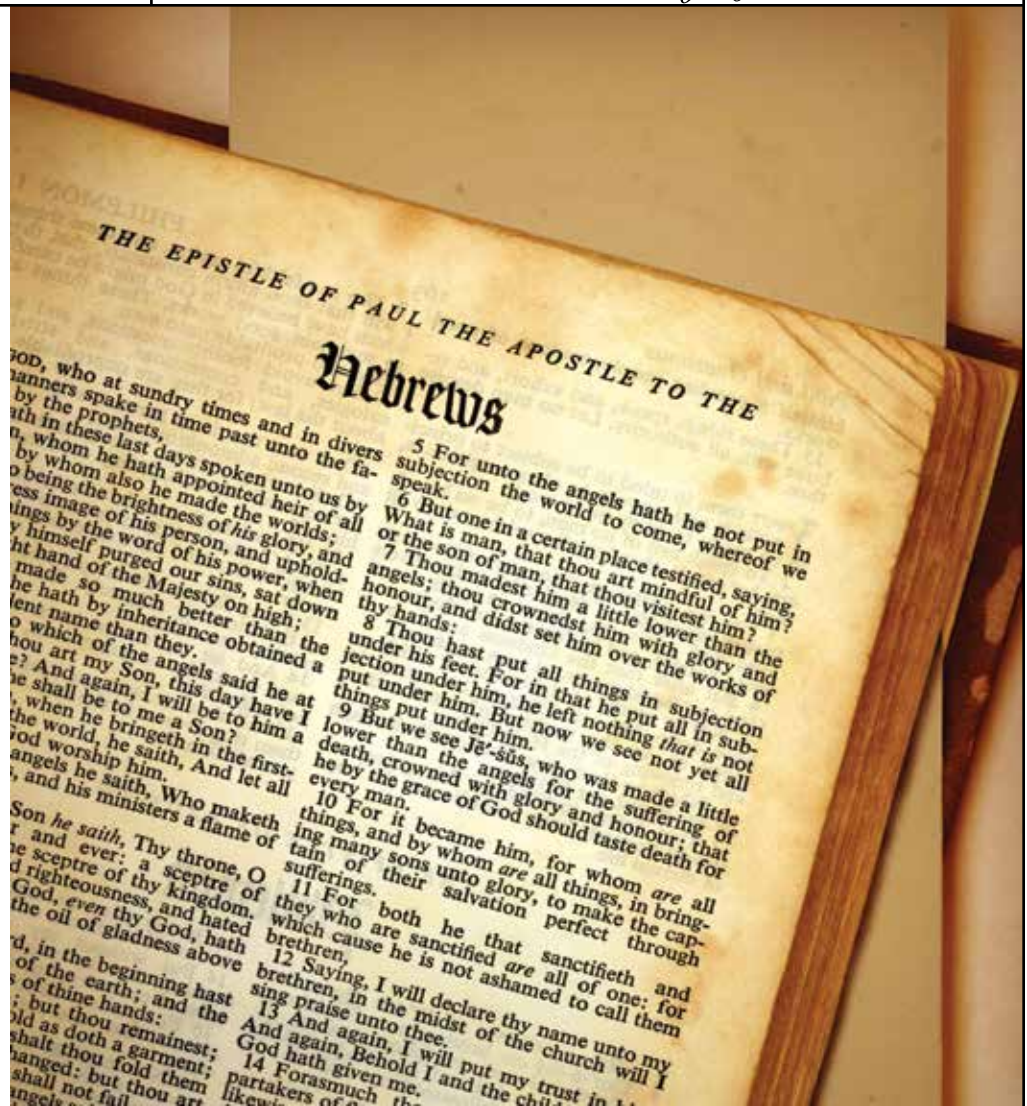 THE EPISTLE OF PAUL THE APOSTLE TO THE
Hebrews
GOD, who at sundry times and in divers
manners spake in time past unto the fa-
by the prophets,
ath in these last days spoken unto us by
n, whom he hath appointed heir of all
by whom also he made the worlds;
o being the brightness of his glory, and
ess image of his person, and uphold-
ings by the word of his power, when
y himself purged our sins, sat down
ht hand of the Majesty on high;
made so much better than the
he hath by inheritance obtained a
lent name than they.
o which of the angels said he at
hou art my Son, this day have I
e? And again, I will be to him a
he shall be to me a Son?
, when he bringeth in the first-
the world, he saith, And let all
God worship him.
angels he saith, Who maketh
s, and his ministers a flame of
Son he saith, Thy throne, O
r and ever: a sceptre of
he sceptre of thy kingdom.
d righteousness, and hated
God, even thy God, hath
the oil of gladness above
rd, in the beginning hast
of the earth; and the
s of thine hands:
; but thou remainest;
old as doth a garment;
shalt thou fold them
hanged: but thou art
shall not fail.
angels
5 For unto the angels hath he not put in
subjection the world to come, whereof we
speak.
6 But one in a certain place testified, saying,
What is man, that thou art mindful of him?
or the son of man, that thou visitest him?
7 Thou madest him a little lower than the
angels; thou crownedst him with glory and
honour, and didst set him over the works of
thy hands:
8 Thou hast put all things in subjection
under his feet. For in that he put all in sub-
jection under him, he left nothing that is not
put under him. But now we see not yet all
things put under him.
9 But we see Jē′-s̆ŭs, who was made a little
lower than the angels for the suffering of
death, crowned with glory and honour; that
he by the grace of God should taste death for
every man.
10 For it became him, for whom are all
things, and by whom are all things, in bring-
ing many sons unto glory, to make the cap-
tain of their salvation perfect through
sufferings.
11 For both he that sanctifieth and
they who are sanctified are all of one: for
which cause he is not ashamed to call them
brethren,
12 Saying, I will declare thy name unto my
brethren, in the midst of the church will I
sing praise unto thee.
13 And again, I will put my trust in
And again, Behold I and the
God hath given me.
14 Forasmuch
partakers of